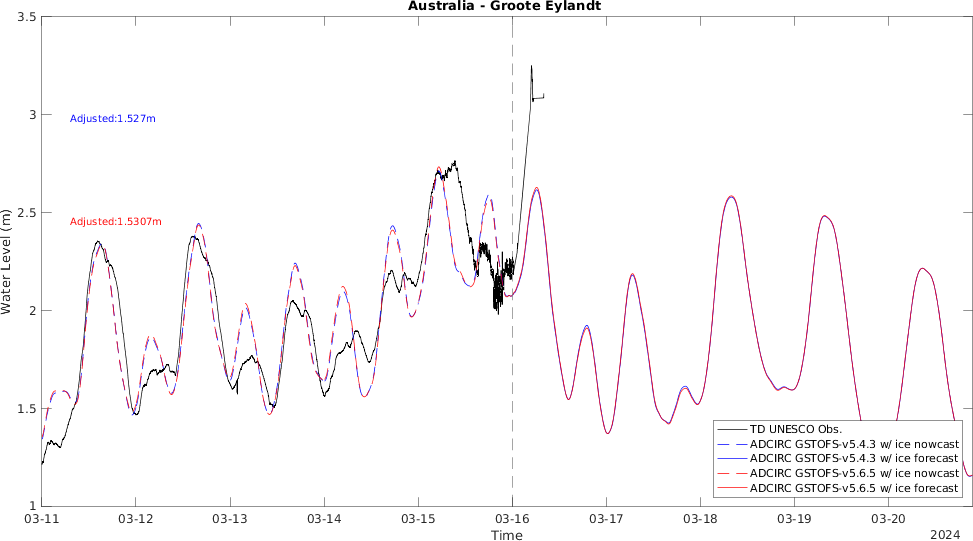 Australia - Groote Eylandt
3.5
3
2.5
2
1.5
1
Water Level (m)
Adjusted:1.527m
Adjusted:1.5307m
TD UNESCO Obs.
ADCIRC GSTOFS-v5.4.3 w/ ice nowcast
ADCIRC GSTOFS-v5.4.3 w/ ice forecast
ADCIRC GSTOFS-v5.6.5 w/ ice nowcast
ADCIRC GSTOFS-v5.6.5 w/ ice forecast
03-11 03-12 03-13 03-14 03-15 03-16 03-17 03-18 03-19 03-20
Time
2024